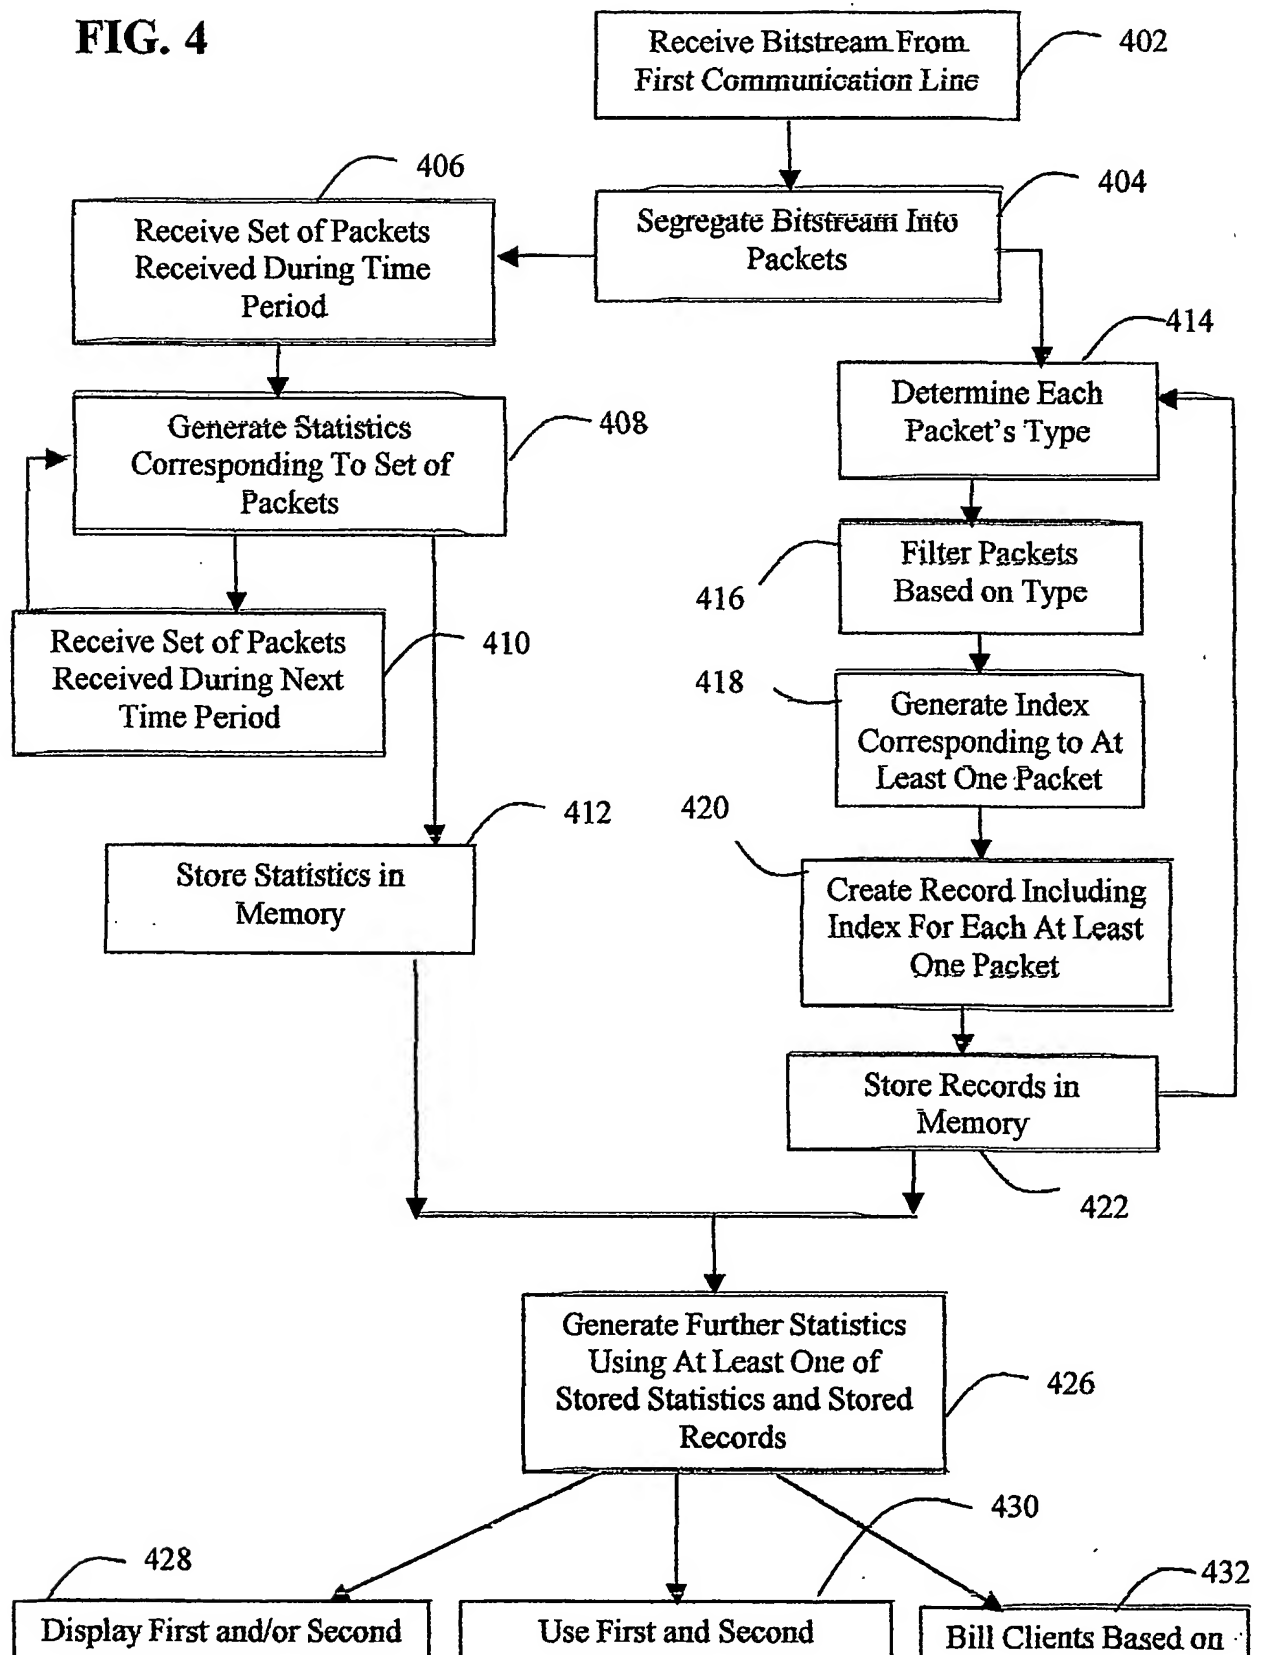 FIG. 4
Receive Bitstream From
First Communication Line
402
406
Segregate Bitstream Into
Packets
404
Receive Set of Packets
Received During Time
Period
414
Determine Each
Packet's Type
Generate Statistics
Corresponding To Set of
Packets
408
Filter Packets
Based on Type
416
Receive Set of Packets
Received During Next
Time Period
410
418
Generate Index
Corresponding to At
Least One Packet
412
420
Store Statistics in
Memory
Create Record Including
Index For Each At Least
One Packet
Store Records in
Memory
422
Generate Further Statistics
Using At Least One of
Stored Statistics and Stored
Records
426
430
428
432
Display First and/or Second
Use First and Second
Bill Clients Based on